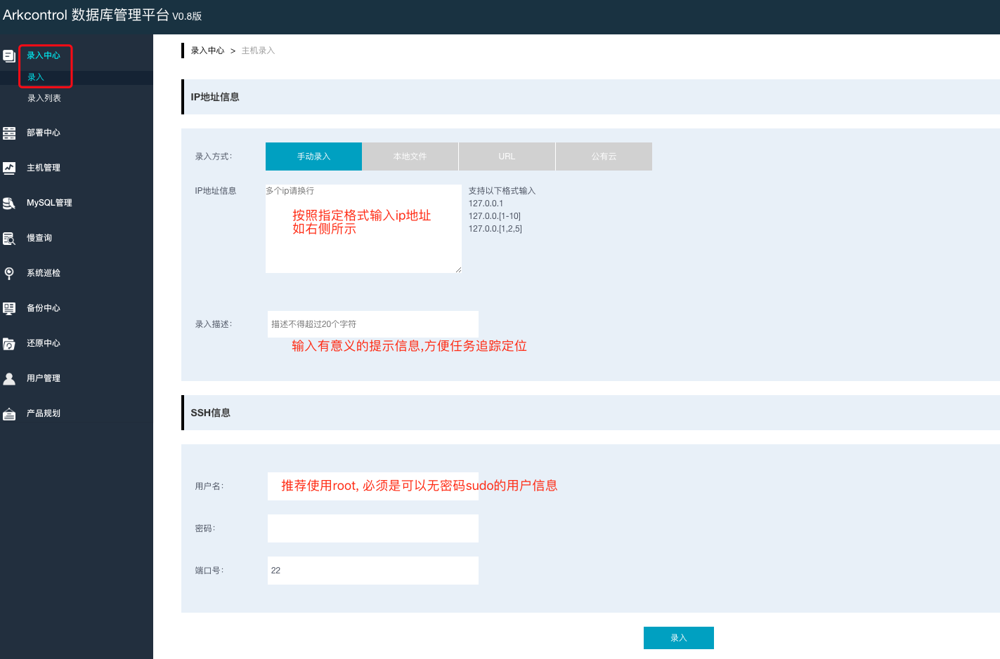 Arkcontrol 数据库管理平台 V0.8版
录入中心
录入
录入列表
部署中心
主机管理
MySQL管理
慢查询
系统巡检
备份中心
还原中心
用户管理
产品规划
录入中心 > 主机录入
IP地址信息
录入方式: 手动录入 本地文件 URL 公有云
IP地址信息
多个ip请换行
按照指定格式输入ip地址
如右侧所示
支持以下格式输入
127.0.0.1
127.0.0.[1-10]
127.0.0.[1,2,5]
录入描述: 描述不得超过20个字符
输入有意义的提示信息,方便任务追踪定位
SSH信息
用户名: 推荐使用root, 必须是可以无密码sudo的用户信息
密码:
端口号: 22
录入